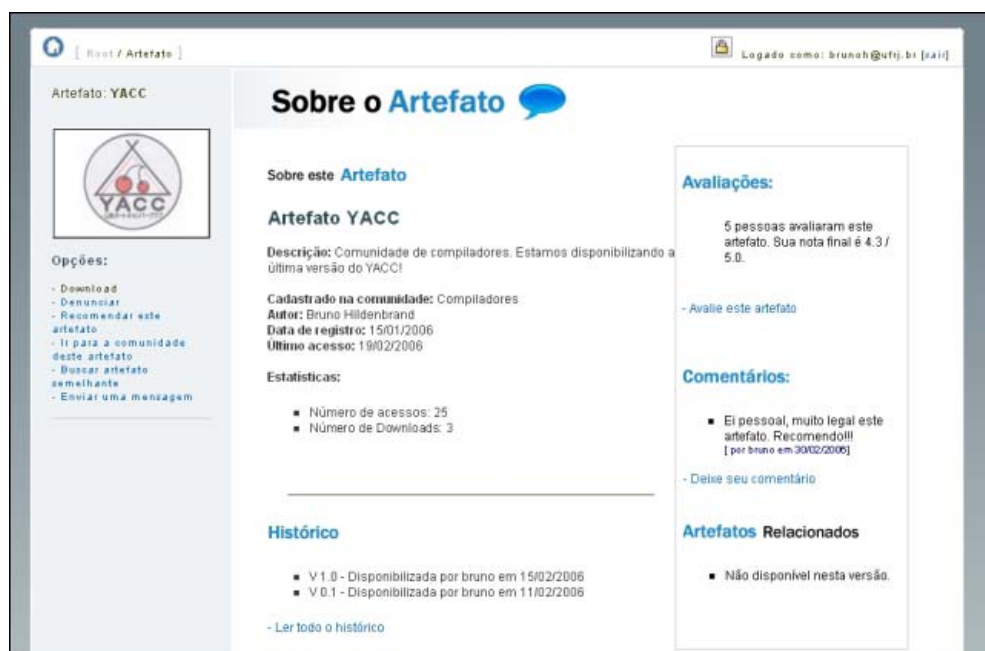 [ Root / Artefato ]
Logado como: brunoh@ufrj.br [sair]
Artefato: YACC
YACC
Opções:
- Download
- Denunciar
- Recomendar este
artefato
- Ir para a comunidade
deste artefato
- Buscar artefato
semelhante
- Enviar uma mensagem
Sobre o Artefato
Sobre este Artefato
Artefato YACC
Descrição: Comunidade de compiladores. Estamos disponibilizando a
última versão do YACC!
Cadastrado na comunidade: Compiladores
Autor: Bruno Hildenbrand
Data de registro: 15/01/2006
Último acesso: 19/02/2006
Estatísticas:
Número de acessos: 25
Número de Downloads: 3
Histórico
V 1.0 - Disponibilizada por bruno em 15/02/2006
V 0.1 - Disponibilizada por bruno em 11/02/2006
- Ler todo o histórico
Avaliações:
5 pessoas avaliaram este
artefato. Sua nota final é 4.3 /
5.0.
- Avalie este artefato
Comentários:
Ei pessoal, muito legal este
artefato. Recomendo!!!
[ por bruno em 30/02/2006]
- Deixe seu comentário
Artefatos Relacionados
Não disponível nesta versão.